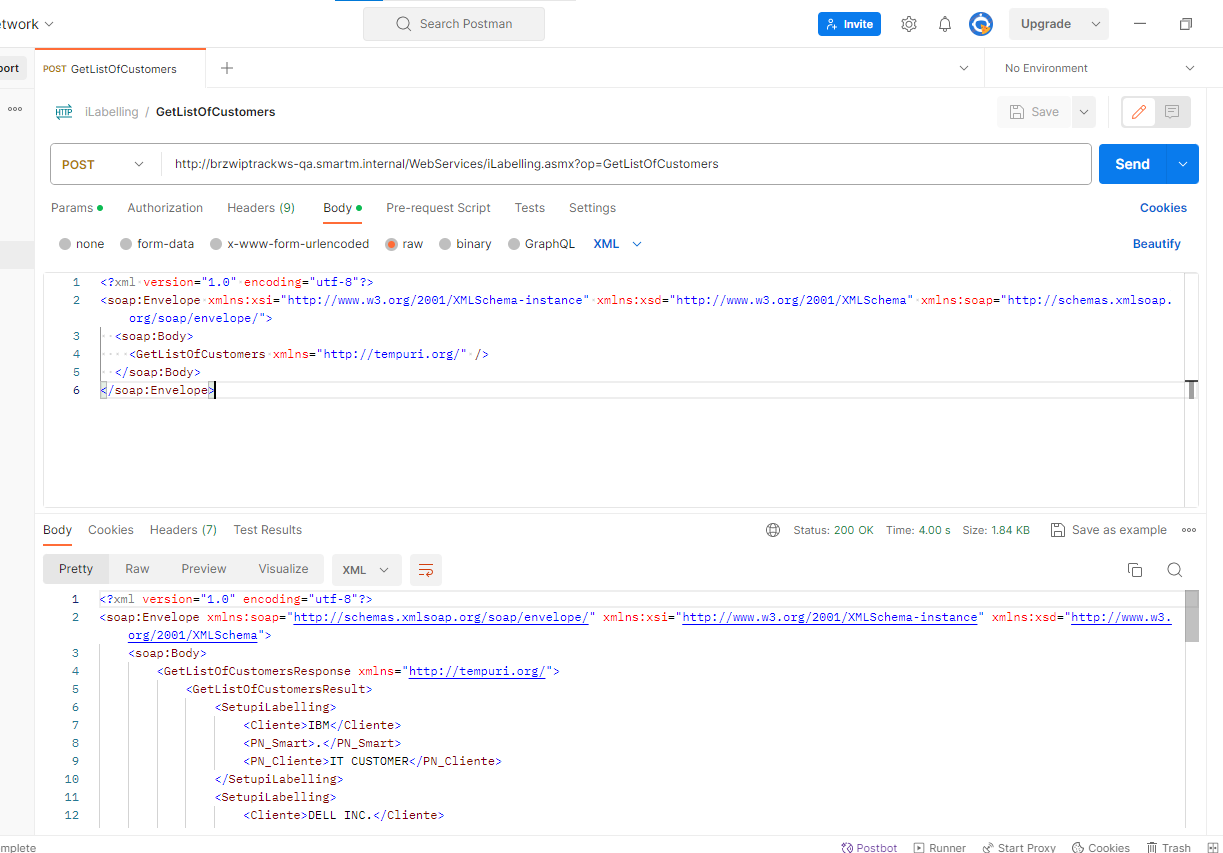 etwork
Search Postman
Invite
Upgrade
port
POST GetListOfCustomers
No Environment
HTTP iLabelling / GetListOfCustomers
Save
POST
http://brzwiptrackws-qa.smartm.internal/WebServices/iLabelling.asmx?op=GetListOfCustomers
Send
Params Authorization Headers (9) Body Pre-request Script Tests Settings
Cookies
none form-data x-www-form-urlencoded raw binary GraphQL XML
Beautify
1 <?xml version="1.0" encoding="utf-8"?>
2 <soap:Envelope xmlns:xsi="http://www.w3.org/2001/XMLSchema-instance" xmlns:xsd="http://www.w3.org/2001/XMLSchema" xmlns:soap="http://schemas.xmlsoap.
org/soap/envelope/">
3 <soap:Body>
4 <GetListOfCustomers xmlns="http://tempuri.org/" />
5 </soap:Body>
6 </soap:Envelope>
Body Cookies Headers (7) Test Results
Status: 200 OK Time: 4.00 s Size: 1.84 KB
Save as example
Pretty Raw Preview Visualize
XML
1 <?xml version="1.0" encoding="utf-8"?>
2 <soap:Envelope xmlns:soap="http://schemas.xmlsoap.org/soap/envelope/" xmlns:xsi="http://www.w3.org/2001/XMLSchema-instance" xmlns:xsd="http://www.w3.
org/2001/XMLSchema">
3 <soap:Body>
4 <GetListOfCustomersResponse xmlns="http://tempuri.org/">
5 <GetListOfCustomersResult>
6 <SetupiLabelling>
7 <Cliente>IBM</Cliente>
8 <PN_Smart>.</PN_Smart>
9 <PN_Cliente>IT CUSTOMER</PN_Cliente>
10 </SetupiLabelling>
11 <SetupiLabelling>
12 <Cliente>DELL INC.</Cliente>
mplete
Postbot
Runner
Start Proxy
Cookies
Trash